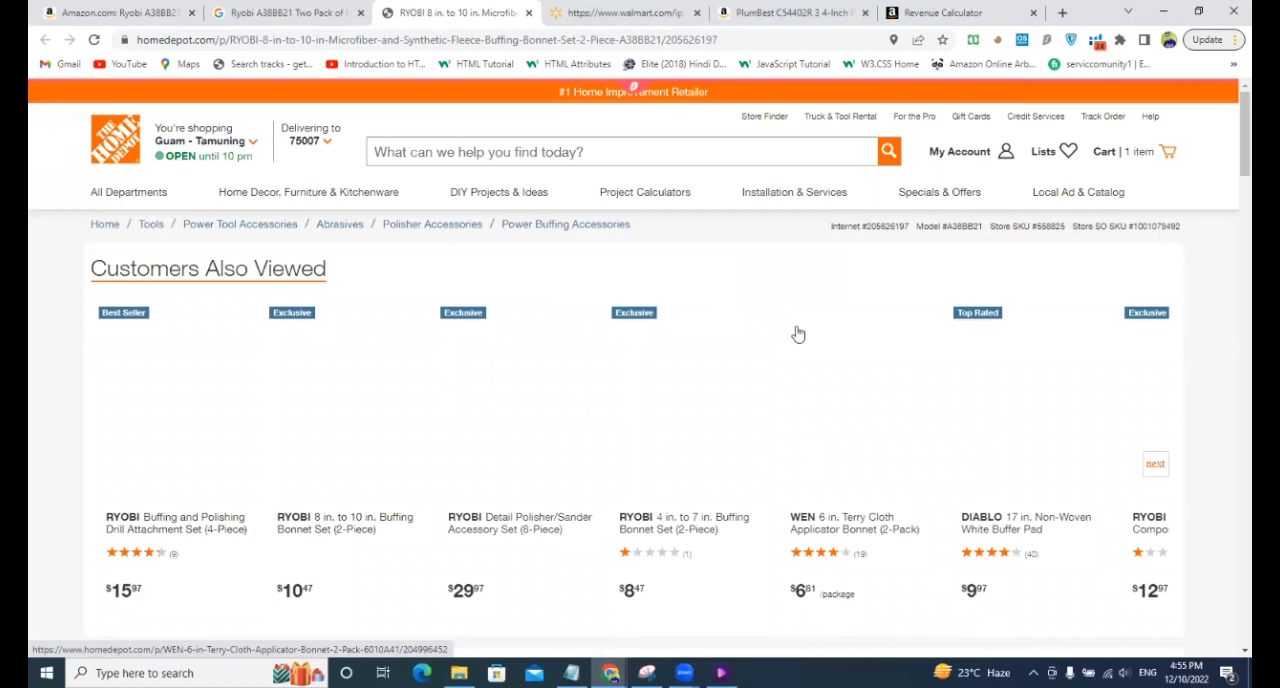 Amazon.com: Ryobi A38BB21
Ryobi A38BB21 Two Pack of
RYOBI 8 in. to 10 in. Microfib
https://www.walmart.com/ip
PlumBest C54402R 3 4-Inch
Revenue Calculator
homedepot.com/p/RYOBI-8-in-to-10-in-Microfiber-and-Synthetic-Fleece-Buffing-Bonnet-Set-2-Piece-A38BB21/205626197
24
Update
Gmail
YouTube
Maps
Search tracks - get...
Introduction to HT...
HTML Tutorial
HTML Attributes
Elite (2018) Hindi D...
JavaScript Tutorial
W3.CSS Home
Amazon Online Arb...
serviccomunity1 | E...
#1 Home Improvement Retailer
Store Finder
Truck & Tool Rental
For the Pro
Gift Cards
Credit Services
Track Order
Help
THE HOME DEPOT
You're shopping
Guam - Tamuning
OPEN until 10 pm
Delivering to
75007
What can we help you find today?
My Account
Lists
Cart | 1 item
All Departments
Home Decor, Furniture & Kitchenware
DIY Projects & Ideas
Project Calculators
Installation & Services
Specials & Offers
Local Ad & Catalog
Home / Tools / Power Tool Accessories / Abrasives / Polisher Accessories / Power Buffing Accessories
Internet #205626197 Model #A38BB21 Store SKU #558825 Store SO SKU #1001078492
Customers Also Viewed
Best Seller
Exclusive
Exclusive
Exclusive
Top Rated
Exclusive
next
RYOBI Buffing and Polishing
Drill Attachment Set (4-Piece)
(9)
$15 97
RYOBI 8 in. to 10 in. Buffing
Bonnet Set (2-Piece)
$10 47
RYOBI Detail Polisher/Sander
Accessory Set (8-Piece)
$29 97
RYOBI 4 in. to 7 in. Buffing
Bonnet Set (2-Piece)
(1)
$8 47
WEN 6 in. Terry Cloth
Applicator Bonnet (2-Pack)
(19)
$6 81 /package
DIABLO 17 in. Non-Woven
White Buffer Pad
(40)
$9 97
RYOBI
Compo
$12 97
https://www.homedepot.com/p/WEN-6-in-Terry-Cloth-Applicator-Bonnet-2-Pack-6010A41/204996452
Type here to search
23°C Haze
ENG
4:55 PM
12/10/2022
2